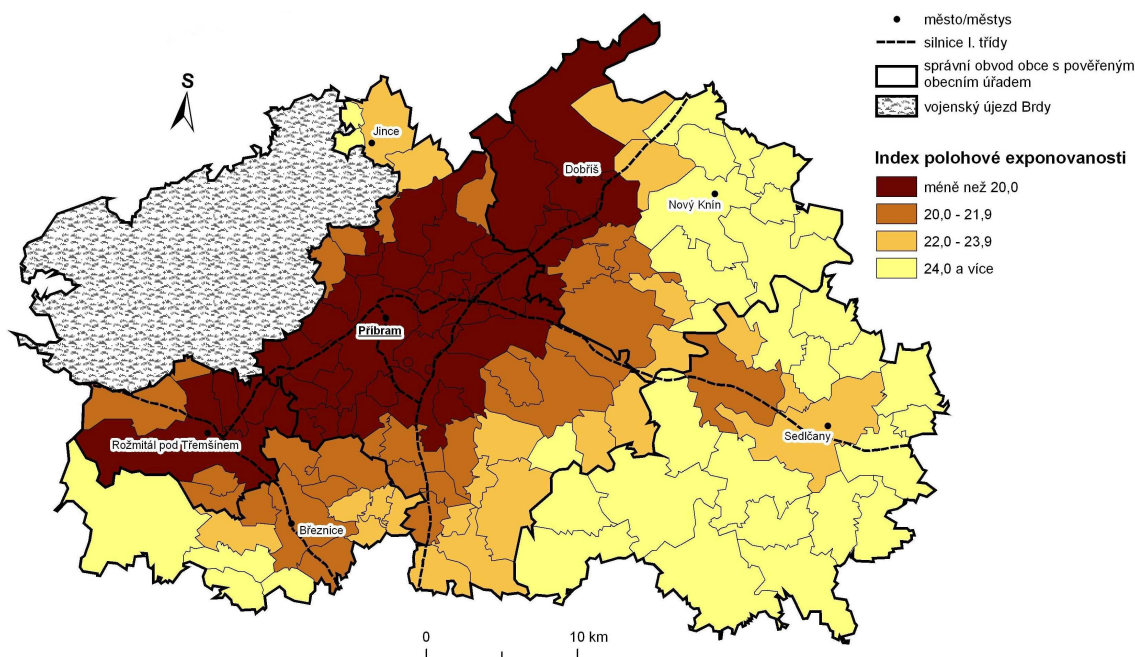 město/městys
silnice I. třídy
správní obvod obce s pověřeným
obecním úřadem
vojenský újezd Brdy
Index polohové exponovanosti
méně než 20,0
20,0 - 21,9
22,0 - 23,9
24,0 a více
S
Jince
Dobříš
Nový Knín
Příbram
Rožmitál pod Třemšínem
Sedlčany
Březnice
0 10 km